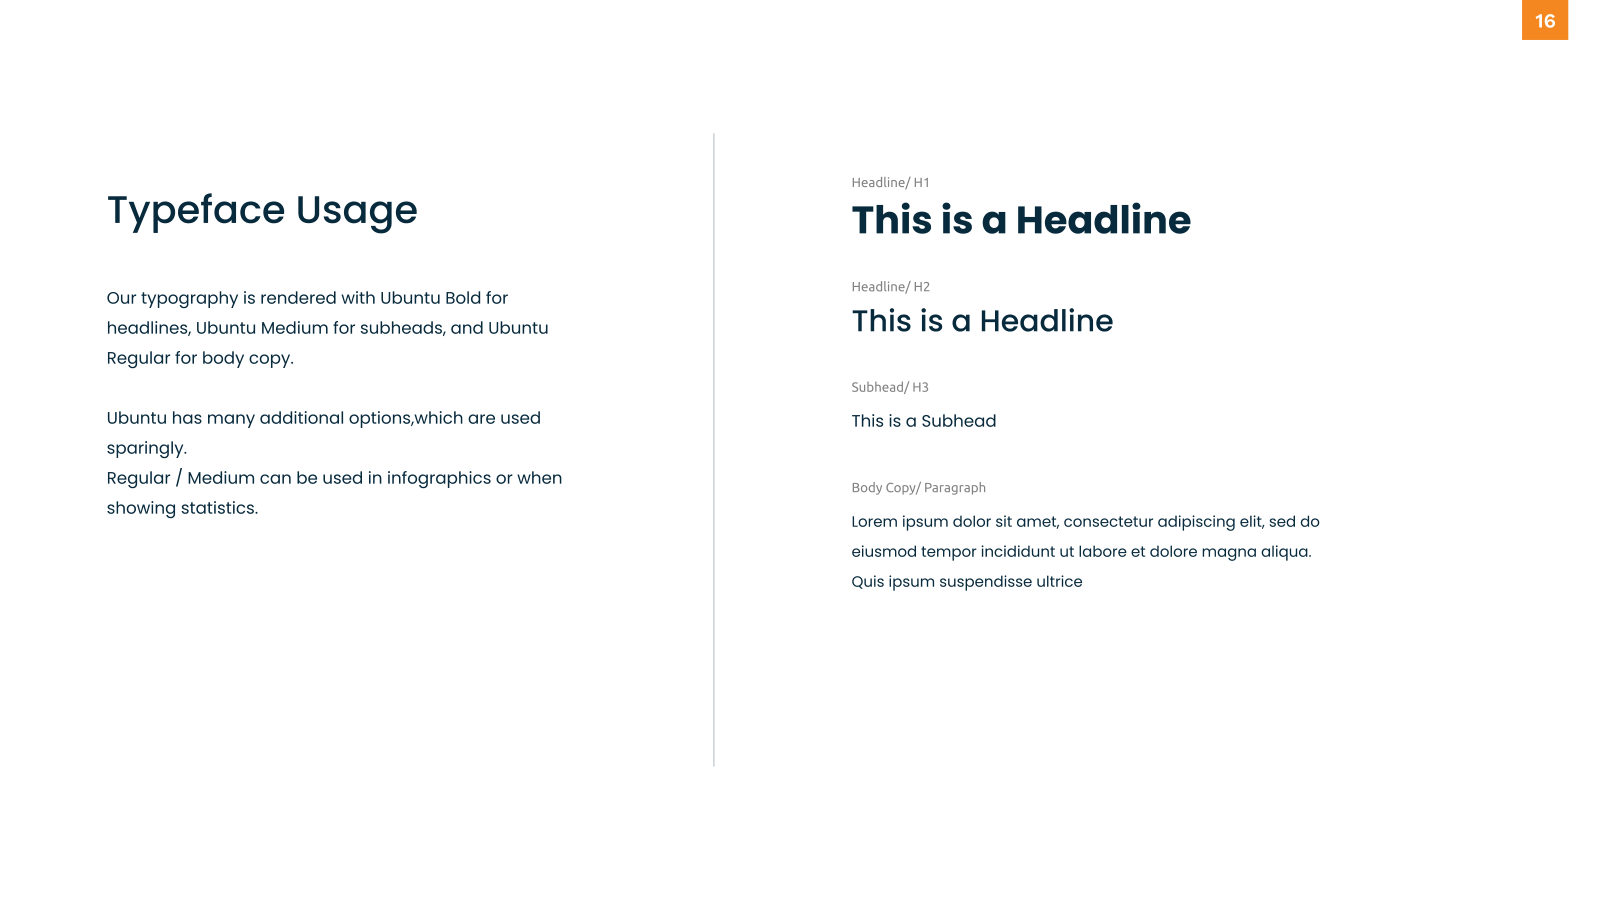 16
Typeface Usage
Our typography is rendered with Ubuntu Bold for
headlines, Ubuntu Medium for subheads, and Ubuntu
Regular for body copy.
Ubuntu has many additional options,which are used
sparingly.
Regular / Medium can be used in infographics or when
showing statistics.
Headline/ H1
This is a Headline
Headline/ H2
This is a Headline
Subhead/ H3
This is a Subhead
Body Copy/ Paragraph
Lorem ipsum dolor sit amet, consectetur adipiscing elit, sed do
eiusmod tempor incididunt ut labore et dolore magna aliqua.
Quis ipsum suspendisse ultrice